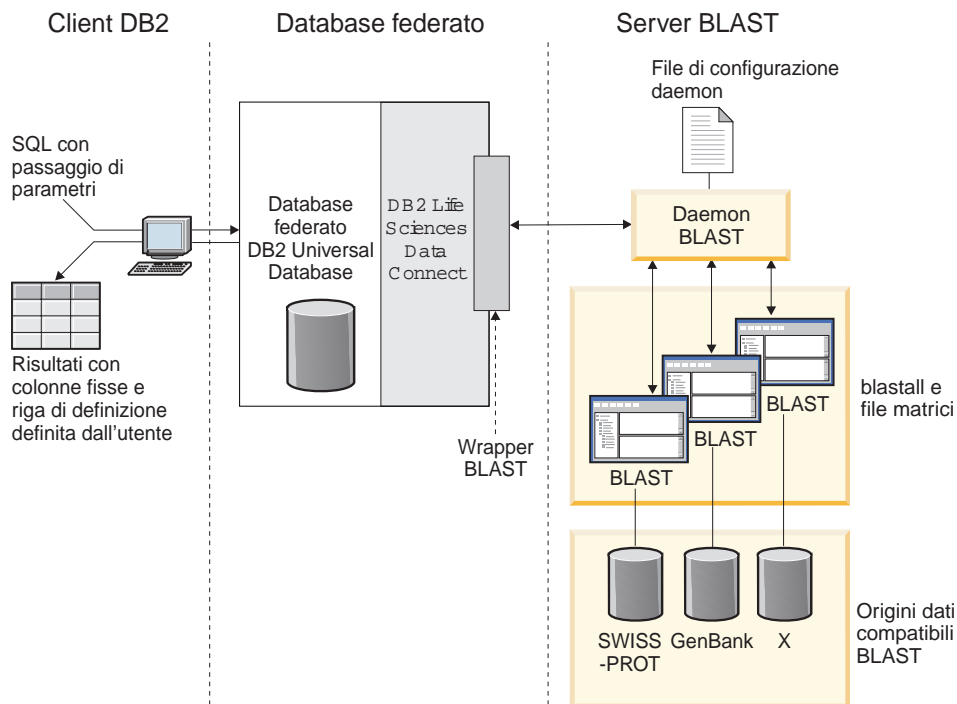 Client DB2
Database federato
Server BLAST
File di configurazione
daemon
SQL con
passaggio di
parametri
Database
federato
DB2 Universal
Database
DB2 Life
Sciences
Data
Connect
Daemon
BLAST
Risultati con
colonne fisse e
riga di definizione
definita dall'utente
Wrapper
BLAST
BLAST
BLAST
BLAST
blastall e
file matrici
SWISS
-PROT
GenBank
X
Origini dati
compatibili
BLAST